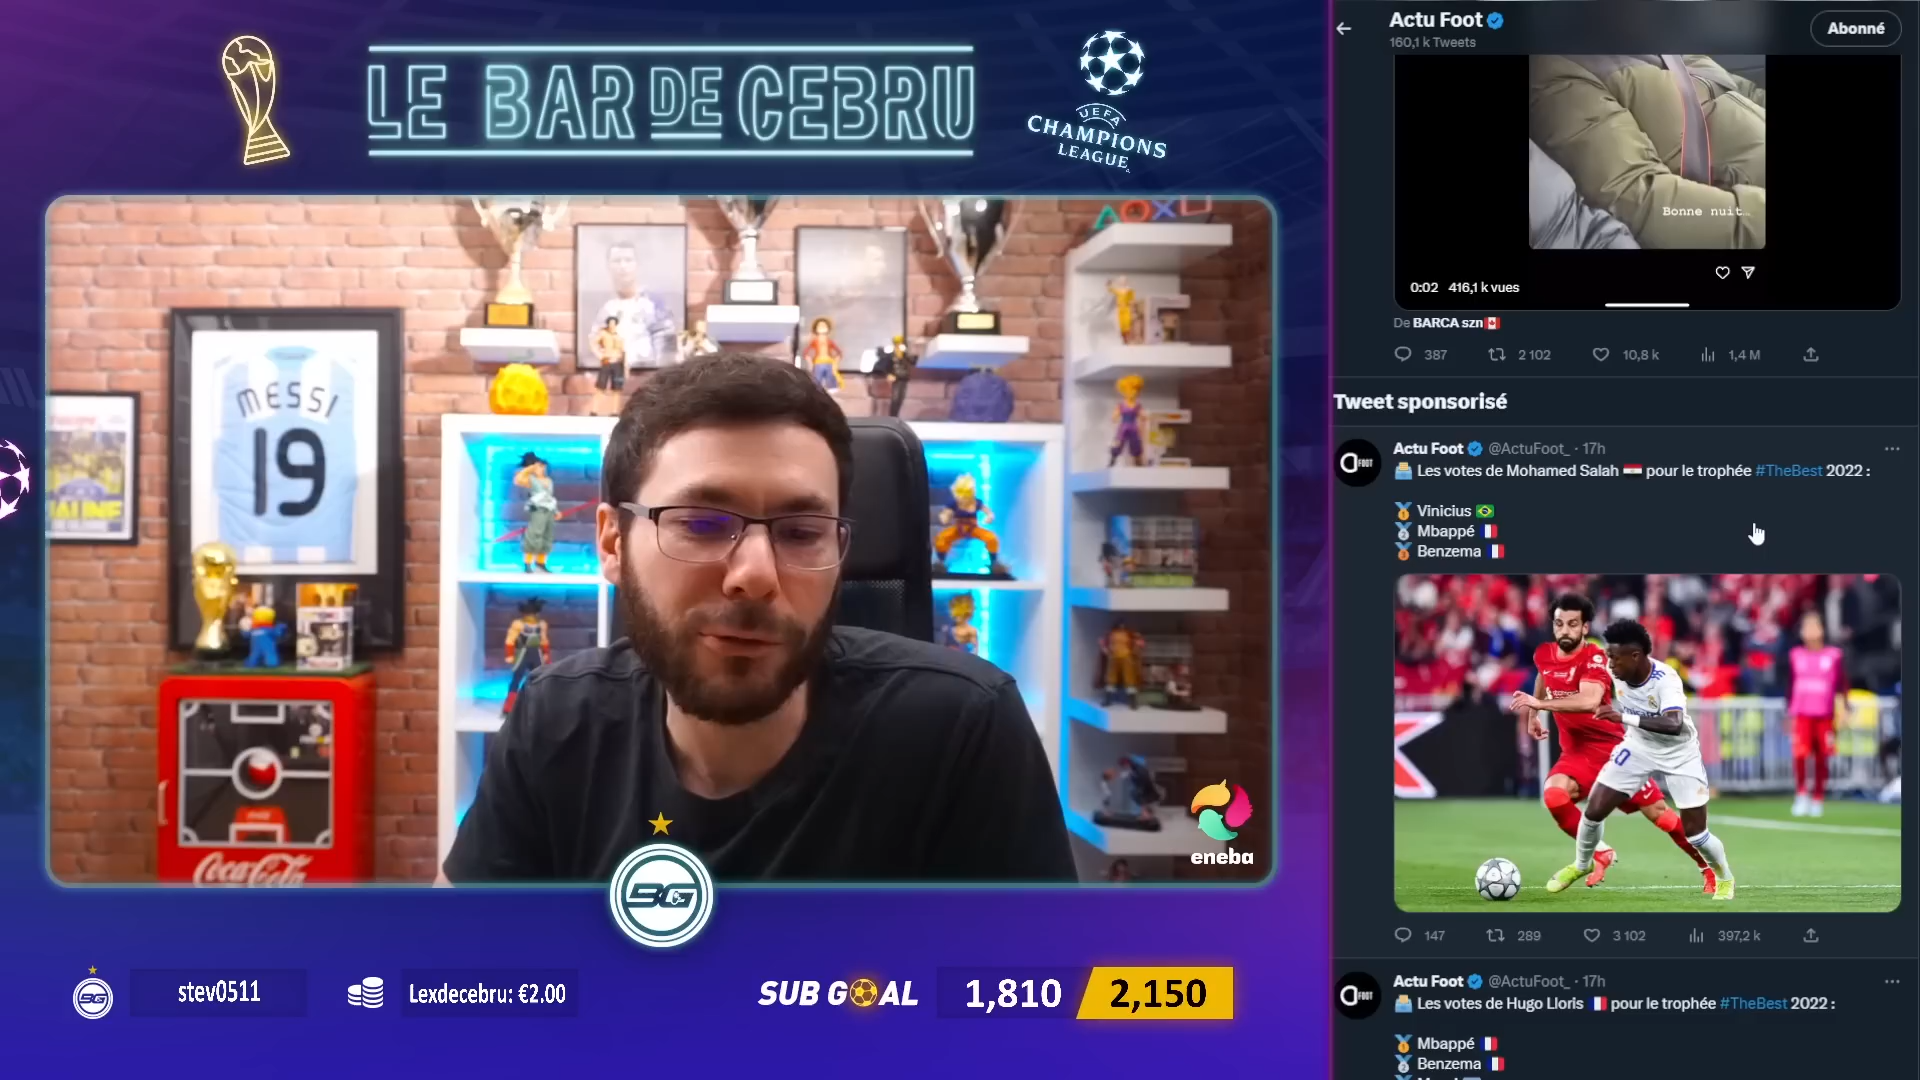 LE BAR DE CEBRU
UEFA
CHAMPIONS
LEAGUE
MESSI
19
Coca-Cola
eneba
BG
stev0511
Lexdecebru: €2.00
SUB GOAL
1,810
2,150
Actu Foot
160,1 k Tweets
Abonné
Bonne nuit..
0:02 416,1 k vues
De BARCA szn🇨🇦
387 2 102 10,8 k 1,4 M
Tweet sponsorisé
Actu Foot @ActuFoot_ · 17h
🗳️ Les votes de Mohamed Salah 🇪🇬 pour le trophée #TheBest 2022 :
🥇 Vinicius 🇧🇷
🥈 Mbappé 🇫🇷
🥉 Benzema 🇫🇷
147 289 3 102 397,2 k
Actu Foot @ActuFoot_ · 17h
🗳️ Les votes de Hugo Lloris 🇫🇷 pour le trophée #TheBest 2022 :
🥇 Mbappé 🇫🇷
🥈 Benzema 🇫🇷